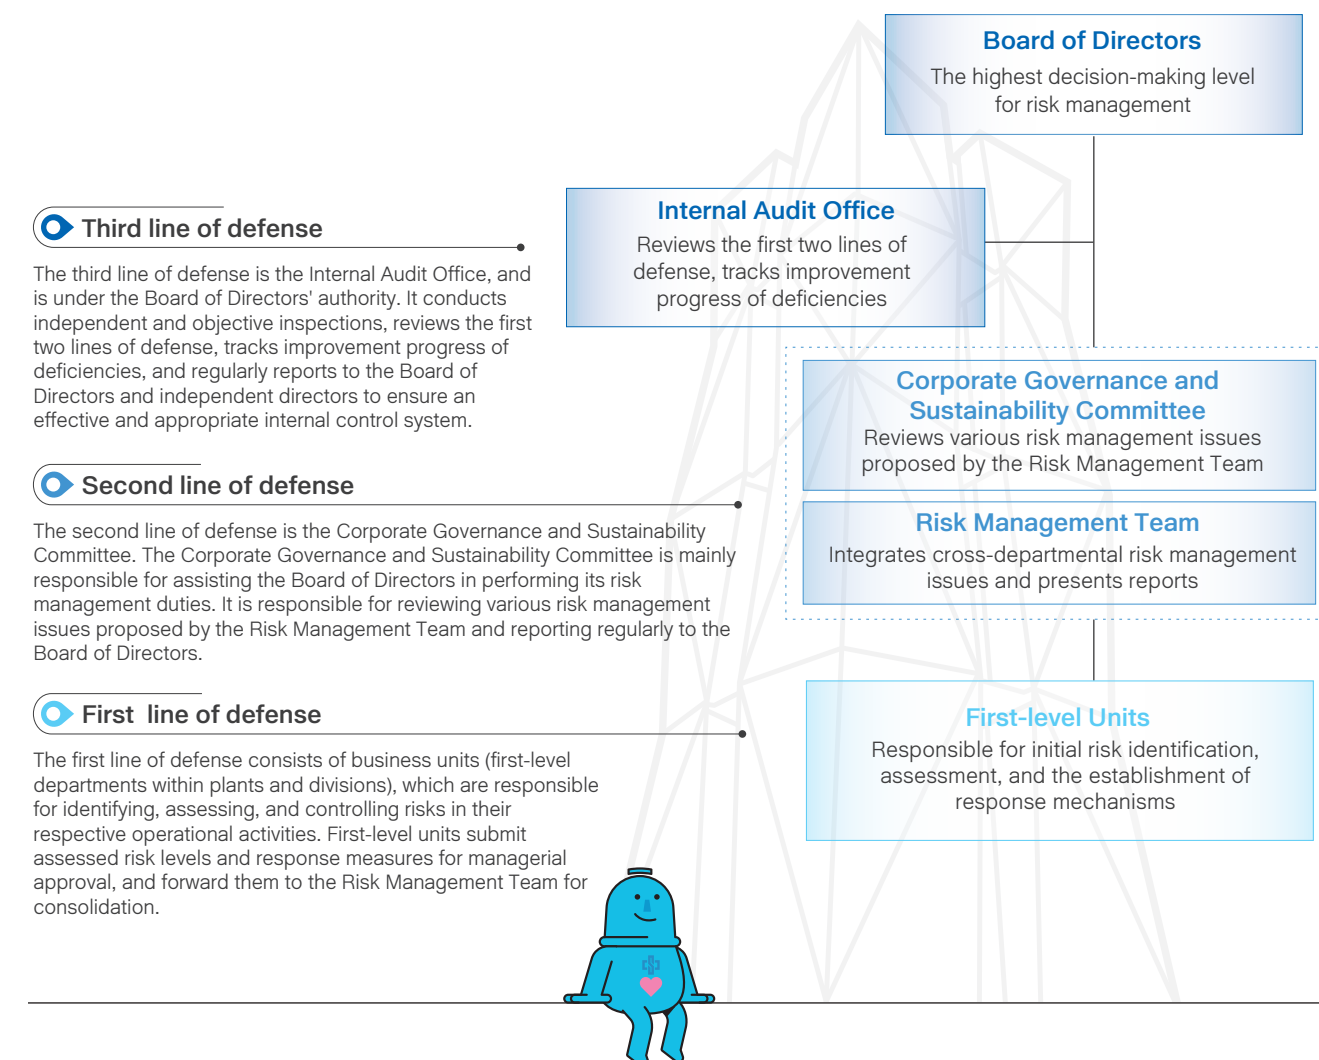 Board of Directors
The highest decision-making level
for risk management
Internal Audit Office
Reviews the first two lines of
defense, tracks improvement
progress of deficiencies
Third line of defense
The third line of defense is the Internal Audit Office, and
is under the Board of Directors' authority. It conducts
independent and objective inspections, reviews the first
two lines of defense, tracks improvement progress of
deficiencies, and regularly reports to the Board of
Directors and independent directors to ensure an
effective and appropriate internal control system.
Corporate Governance and
Sustainability Committee
Reviews various risk management issues
proposed by the Risk Management Team
Risk Management Team
Integrates cross-departmental risk management
issues and presents reports
Second line of defense
The second line of defense is the Corporate Governance and Sustainability
Committee. The Corporate Governance and Sustainability Committee is mainly
responsible for assisting the Board of Directors in performing its risk
management duties. It is responsible for reviewing various risk management
issues proposed by the Risk Management Team and reporting regularly to the
Board of Directors.
First-level Units
Responsible for initial risk identification,
assessment, and the establishment of
response mechanisms
First line of defense
The first line of defense consists of business units (first-level
departments within plants and divisions), which are responsible
for identifying, assessing, and controlling risks in their
respective operational activities. First-level units submit
assessed risk levels and response measures for managerial
approval, and forward them to the Risk Management Team for
consolidation.